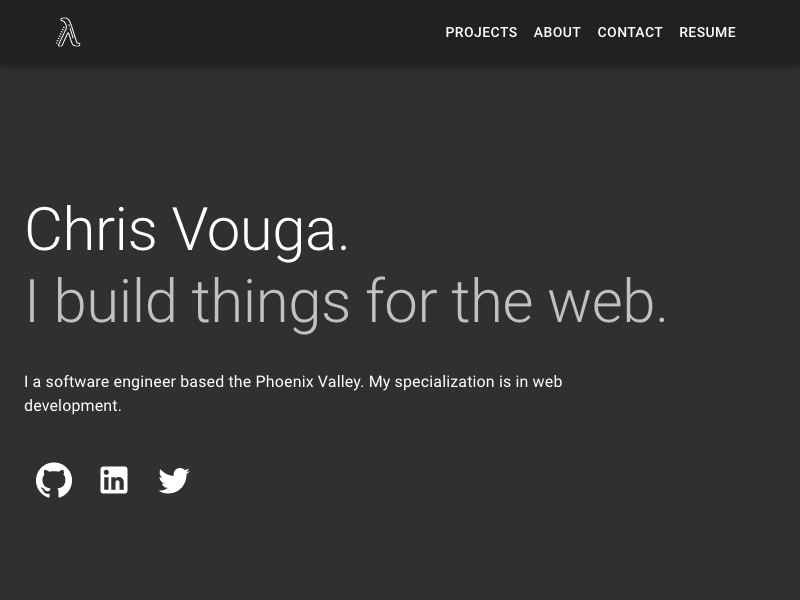 PROJECTS ABOUT CONTACT RESUME
Chris Vouga.
I build things for the web.
I a software engineer based the Phoenix Valley. My specialization is in web
development.